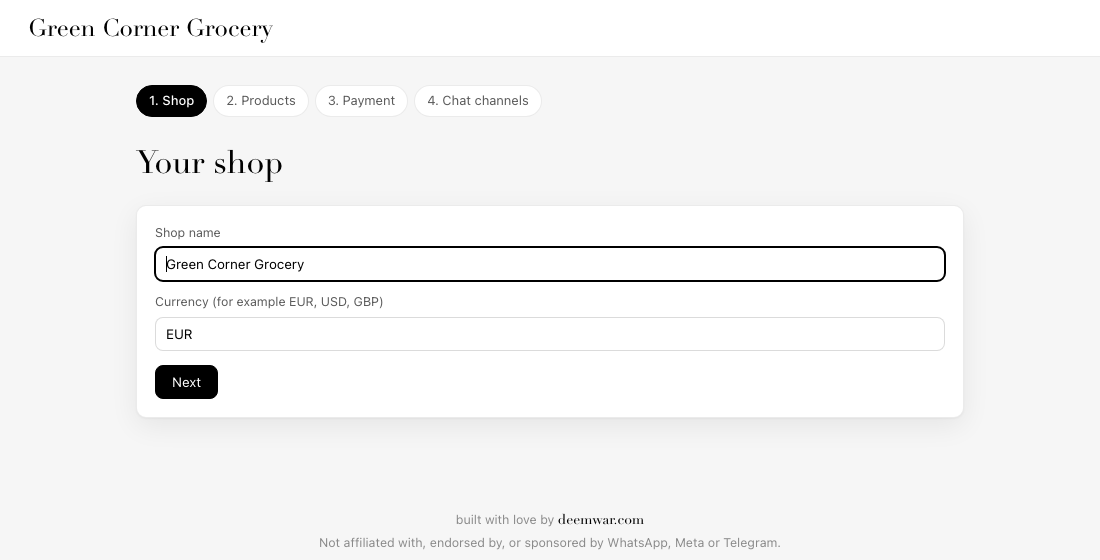 Green Corner Grocery
1. Shop 2. Products 3. Payment 4. Chat channels
Your shop
Shop name
Green Corner Grocery
Currency (for example EUR, USD, GBP)
EUR
Next
built with love by deemwar.com
Not affiliated with, endorsed by, or sponsored by WhatsApp, Meta or Telegram.